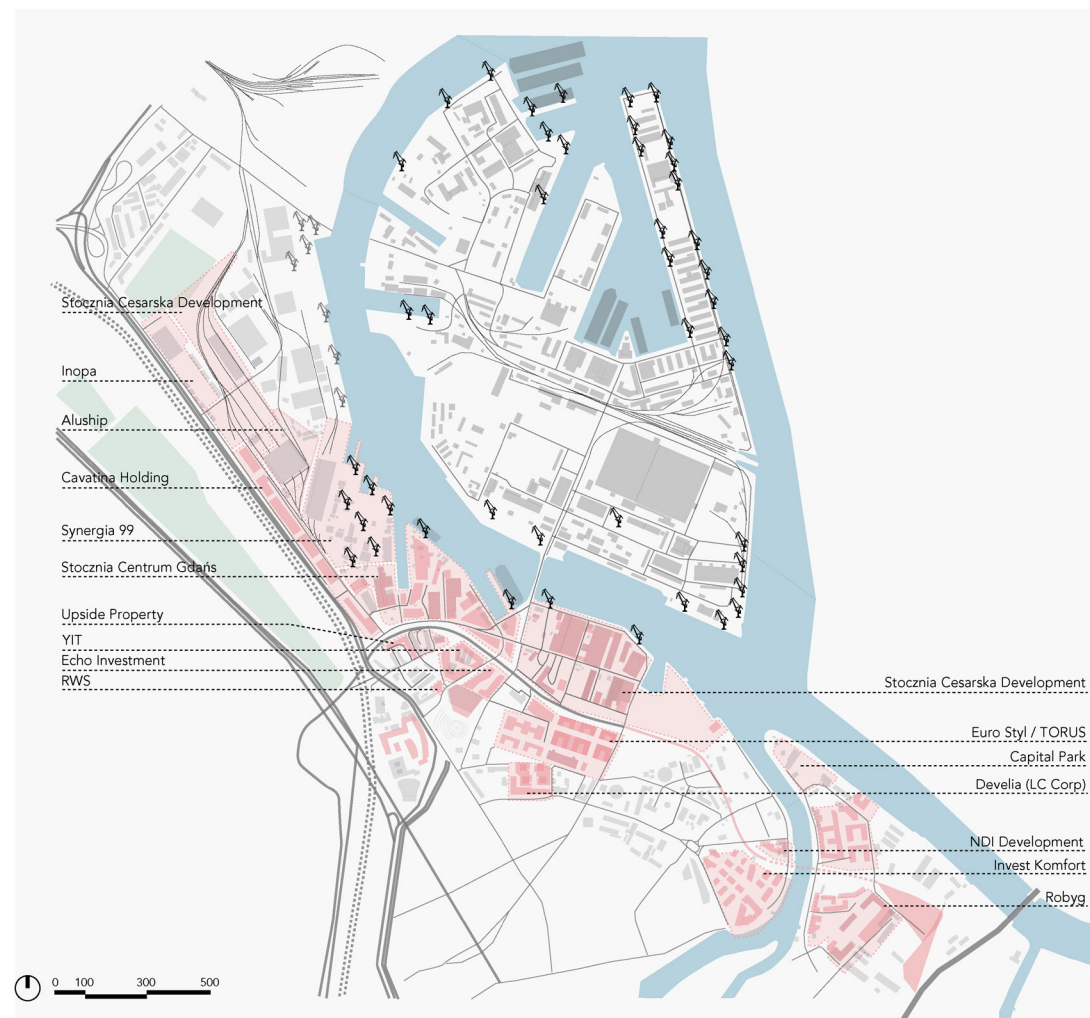 Stocznia Cesarska Development
Inopa
Aluship
Cavatina Holding
Synergia 99
Stocznia Centrum Gdańs
Upside Property
YIT
Echo Investment
RWS
Stocznia Cesarska Development
Euro Styl / TORUS
Capital Park
Develia (LC Corp)
NDI Development
Invest Komfort
Robyg
0 100 300 500